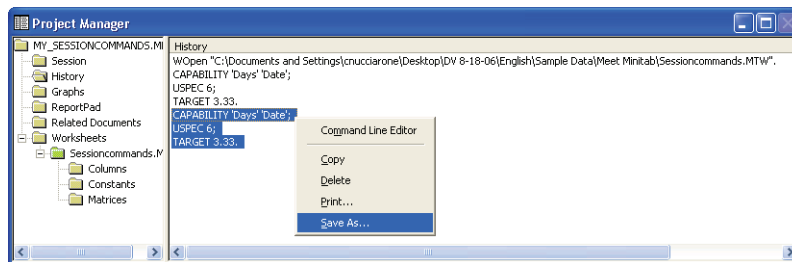 Project Manager
MY_SESSIONCOMMANDS.MI
Session
History
Graphs
ReportPad
Related Documents
Worksheets
Sessioncommands.M
Columns
Constants
Matrices
History
WOpen "C:\Documents and Settings\cnucciarone\Desktop\DV 8-18-06\English\Sample Data\Meet Minitab\Sessioncommands.MTW".
CAPABILITY 'Days' 'Date';
USPEC 6;
TARGET 3.33.
CAPABILITY 'Days' 'Date';
USPEC 6;
TARGET 3.33.
Command Line Editor
Copy
Delete
Print...
Save As...